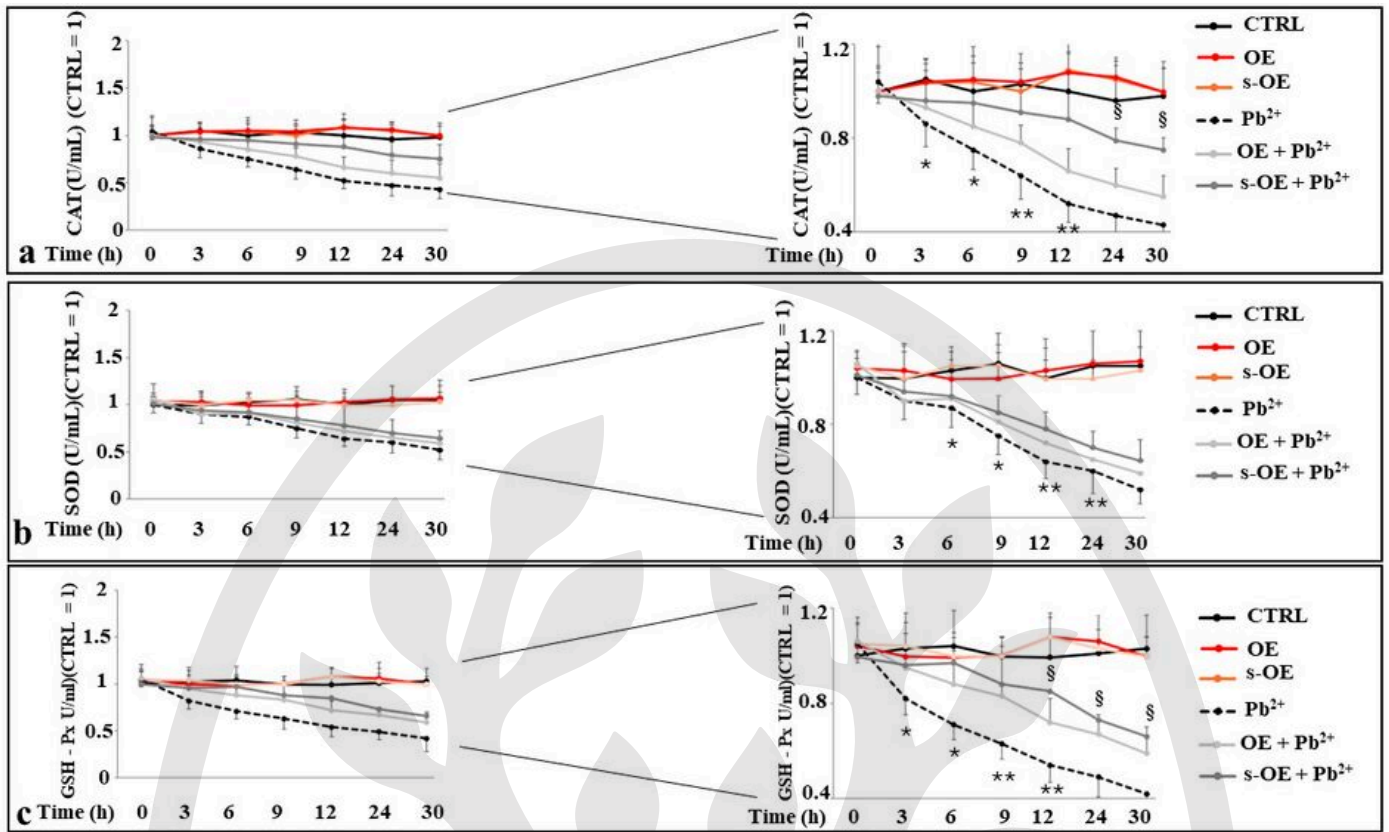 CAT(U/mL) (CTRL = 1)
2
1.5
1
0.5
0
a Time (h) 0 3 6 9 12 24 30
CAT(U/mL) (CTRL = 1)
1.2
0.8
0.4
* * ** ** § §
Time (h) 0 3 6 9 12 24 30
CTRL
OE
s-OE
Pb²⁺
OE + Pb²⁺
s-OE + Pb²⁺
SOD (U/mL)(CTRL = 1)
2
1.5
1
0.5
0
b Time (h) 0 3 6 9 12 24 30
SOD (U/mL)(CTRL = 1)
1.2
0.8
0.4
* * ** **
Time (h) 0 3 6 9 12 24 30
CTRL
OE
s-OE
Pb²⁺
OE + Pb²⁺
s-OE + Pb²⁺
GSH - Px U/ml)(CTRL = 1)
2
1.5
1
0.5
0
c Time (h) 0 3 6 9 12 24 30
GSH - Px U/ml)(CTRL = 1)
1.2
0.8
0.4
* * ** ** § § §
Time (h) 0 3 6 9 12 24 30
CTRL
OE
s-OE
Pb²⁺
OE + Pb²⁺
s-OE + Pb²⁺